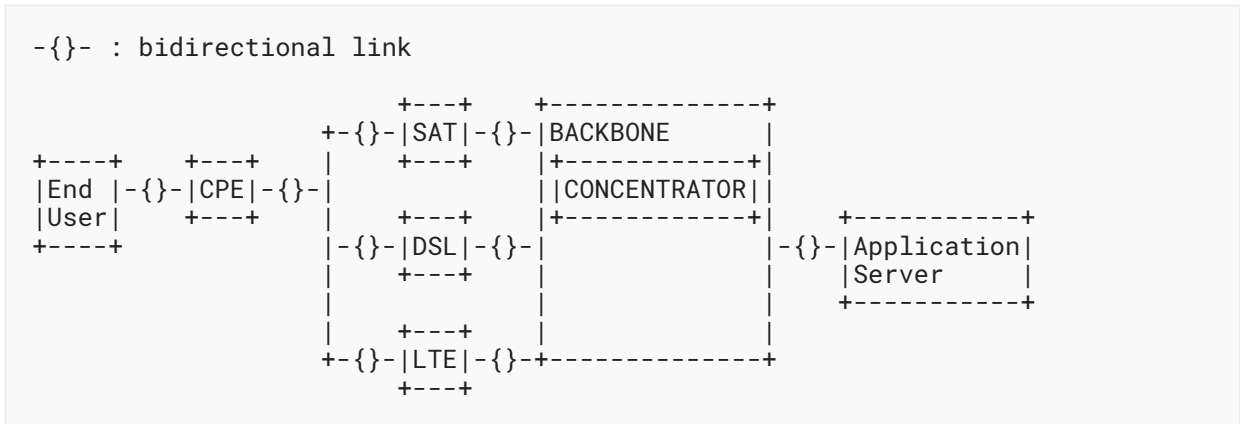 -{}- : bidirectional link
                         +---+    +--------------+
                    +-{}-|SAT|-{}-|BACKBONE      |
+----+    +---+     |    +---+    |+------------+|
|End |-{}-|CPE|-{}-|              ||CONCENTRATOR||
|User|    +---+     |    +---+    |+------------+|    +-----------+
+----+              |-{}-|DSL|-{}-|              |-{}-|Application|
                    |    +---+    |              |    |Server     |
                    |             |              |    +-----------+
                    |    +---+    |              |
                    +-{}-|LTE|-{}-+--------------+
                         +---+